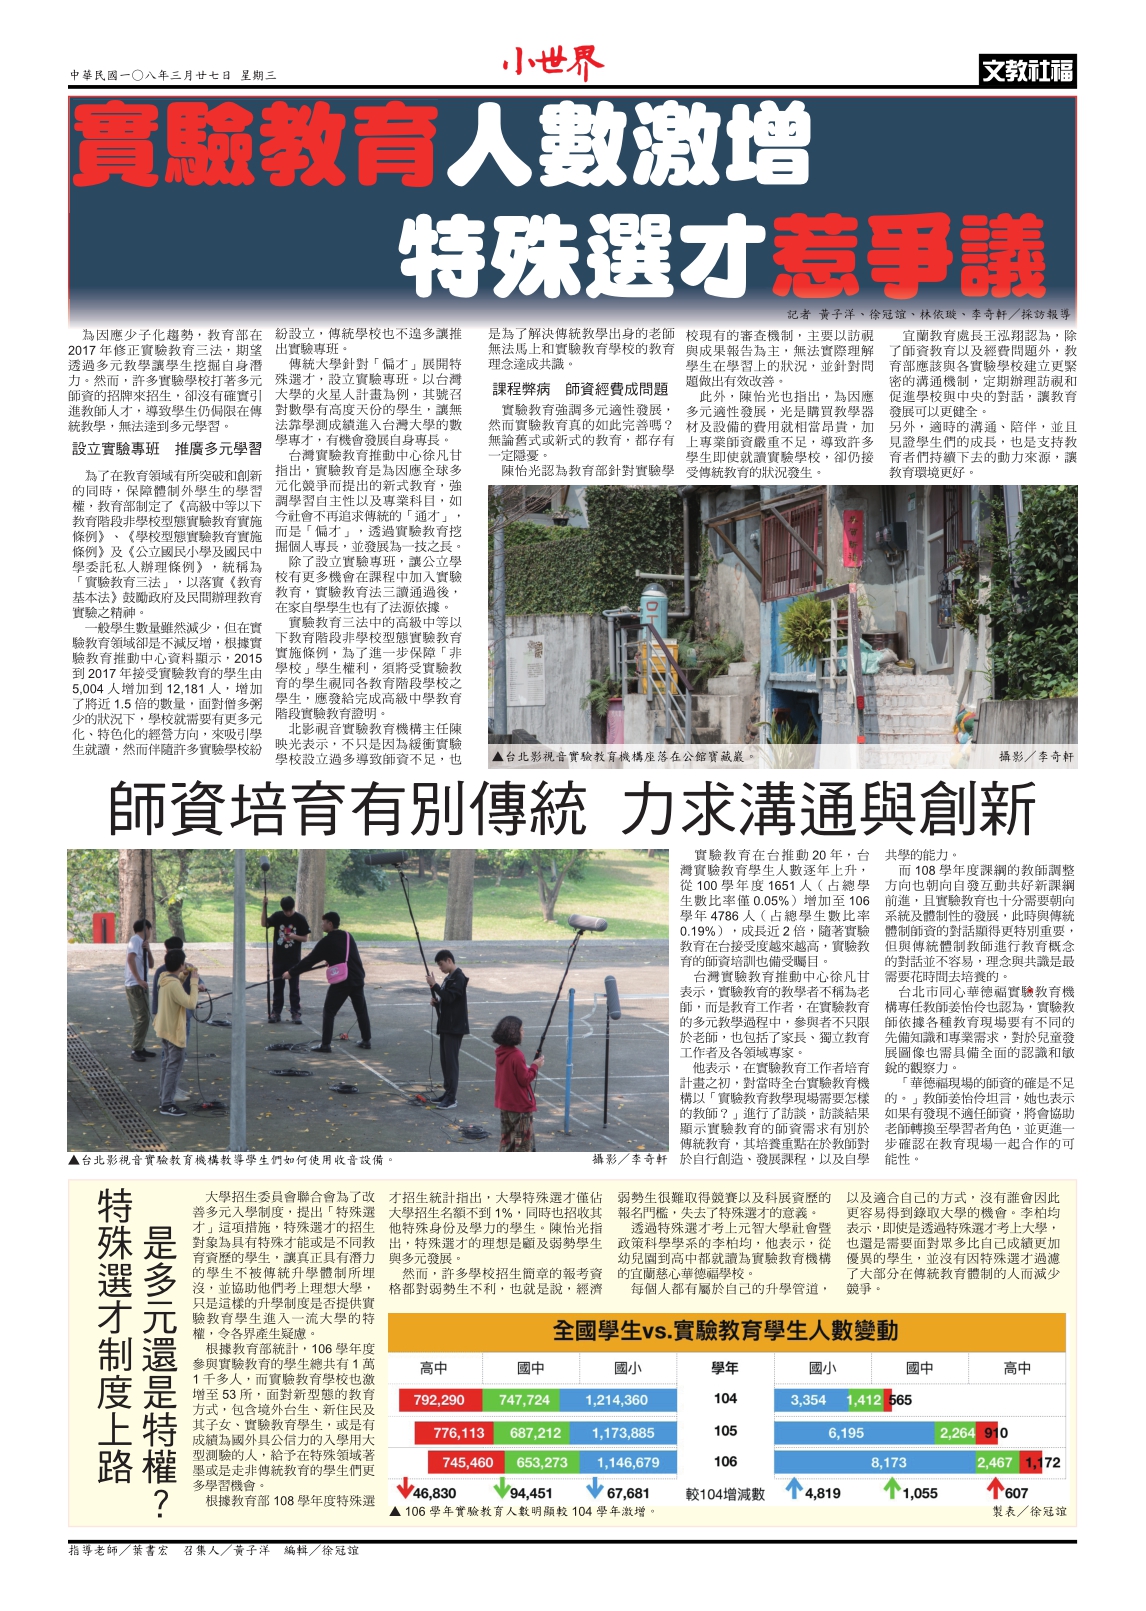 中華民國一〇八年三月廿七日 星期三
小世界
文教社福
實驗教育人數激增
特殊選才惹爭議
記者 黃子洋、徐冠誼、林依璇、李奇軒／採訪報導
為因應少子化趨勢，教育部在
2017 年修正實驗教育三法，期望
透過多元教學讓學生挖掘自身潛
力。然而，許多實驗學校打著多元
師資的招牌來招生，卻沒有確實引
進教師人才，導致學生仍侷限在傳
統教學，無法達到多元學習。
設立實驗專班　推廣多元學習
為了在教育領域有所突破和創新
的同時，保障體制外學生的學習
權，教育部制定了《高級中等以下
教育階段非學校型態實驗教育實施
條例》、《學校型態實驗教育實施
條例》及《公立國民小學及國民中
學委託私人辦理條例》，統稱為
「實驗教育三法」，以落實《教育
基本法》鼓勵政府及民間辦理教育
實驗之精神。
一般學生數量雖然減少，但在實
驗教育領域卻是不減反增，根據實
驗教育推動中心資料顯示，2015
到 2017 年接受實驗教育的學生由
5,004 人增加到 12,181 人，增加
了將近 1.5 倍的數量，面對僧多粥
少的狀況下，學校就需要有更多元
化、特色化的經營方向，來吸引學
生就讀，然而伴隨許多實驗學校紛
紛設立，傳統學校也不遑多讓推
出實驗專班。
傳統大學針對「偏才」展開特
殊選才，設立實驗專班。以台灣
大學的火星人計畫為例，其號召
對數學有高度天份的學生，讓無
法靠學測成績進入台灣大學的數
學專才，有機會發展自身專長。
台灣實驗教育推動中心徐凡甘
指出，實驗教育是為因應全球多
元化競爭而提出的新式教育，強
調學習自主性以及專業科目，如
今社會不再追求傳統的「通才」，
而是「偏才」，透過實驗教育挖
掘個人專長，並發展為一技之長。
除了設立實驗專班，讓公立學
校有更多機會在課程中加入實驗
教育，實驗教育法三讀通過後，
在家自學學生也有了法源依據。
實驗教育三法中的高級中等以
下教育階段非學校型態實驗教育
實施條例，為了進一步保障「非
學校」學生權利，須將受實驗教
育的學生視同各教育階段學校之
學生，應發給完成高級中學教育
階段實驗教育證明。
北影視音實驗教育機構主任陳
映光表示，不只是因為緩衝實驗
學校設立過多導致師資不足，也
是為了解決傳統教學出身的老師
無法馬上和實驗教育學校的教育
理念達成共識。
課程弊病　師資經費成問題
實驗教育強調多元適性發展，
然而實驗教育真的如此完善嗎？
無論舊式或新式的教育，都存有
一定隱憂。
陳怡光認為教育部針對實驗學
校現有的審查機制，主要以訪視
與成果報告為主，無法實際理解
學生在學習上的狀況，並針對問
題做出有效改善。
此外，陳怡光也指出，為因應
多元適性發展，光是購買教學器
材及設備的費用就相當昂貴，加
上專業師資嚴重不足，導致許多
學生即使就讀實驗學校，卻仍接
受傳統教育的狀況發生。
宜蘭教育處長王泓翔認為，除
了師資教育以及經費問題外，教
育部應該與各實驗學校建立更緊
密的溝通機制，定期辦理訪視和
促進學校與中央的對話，讓教育
發展可以更健全。
另外，適時的溝通、陪伴，並且
見證學生們的成長，也是支持教
育者們持續下去的動力來源，讓
教育環境更好。
▲台北影視音實驗教育機構座落在公館寶藏巖。
攝影／李奇軒
師資培育有別傳統 力求溝通與創新
▲台北影視音實驗教育機構教導學生們如何使用收音設備。
攝影／李奇軒
實驗教育在台推動 20 年，台
灣實驗教育學生人數逐年上升，
從 100 學年度 1651 人（占總學
生數比率僅 0.05%）增加至 106
學年 4786 人（占總學生數比率
0.19%），成長近 2 倍，隨著實驗
教育在台接受度越來越高，實驗教
育的師資培訓也備受矚目。
台灣實驗教育推動中心徐凡甘
表示，實驗教育的教學者不稱為老
師，而是教育工作者，在實驗教育
的多元教學過程中，參與者不只限
於老師，也包括了家長、獨立教育
工作者及各領域專家。
他表示，在實驗教育工作者培育
計畫之初，對當時全台實驗教育機
構以「實驗教育教學現場需要怎樣
的教師？」進行了訪談，訪談結果
顯示實驗教育的師資需求有別於
傳統教育，其培養重點在於教師對
於自行創造、發展課程，以及自學
共學的能力。
而 108 學年度課綱的教師調整
方向也朝向自發互動共好新課綱
前進，且實驗教育也十分需要朝向
系統及體制性的發展，此時與傳統
體制師資的對話顯得更特別重要，
但與傳統體制教師進行教育概念
的對話並不容易，理念與共識是最
需要花時間去培養的。
台北市同心華德福實驗教育機
構專任教師姜怡伶也認為，實驗教
師依據各種教育現場要有不同的
先備知識和專業需求，對於兒童發
展圖像也需具備全面的認識和敏
銳的觀察力。
「華德福現場的師資的確是不足
的。」教師姜怡伶坦言，她也表示
如果有發現不適任師資，將會協助
老師轉換至學習者角色，並更進一
步確認在教育現場一起合作的可
能性。
是多元還是特權？
特殊選才制度上路
大學招生委員會聯合會為了改
善多元入學制度，提出「特殊選
才」這項措施，特殊選才的招生
對象為具有特殊才能或是不同教
育資歷的學生，讓真正具有潛力
的學生不被傳統升學體制所埋
沒，並協助他們考上理想大學，
只是這樣的升學制度是否提供實
驗教育學生進入一流大學的特
權，令各界產生疑慮。
根據教育部統計，106 學年度
參與實驗教育的學生總共有 1 萬
1 千多人，而實驗教育學校也激
增至 53 所，面對新型態的教育
方式，包含境外台生、新住民及
其子女、實驗教育學生，或是有
成績為國外具公信力的入學用大
型測驗的人，給予在特殊領域著
墨或是走非傳統教育的學生們更
多學習機會。
根據教育部 108 學年度特殊選
才招生統計指出，大學特殊選才僅佔
大學招生名額不到 1%，同時也招收其
他特殊身份及學力的學生。陳怡光指
出，特殊選才的理想是顧及弱勢學生
與多元發展。
然而，許多學校招生簡章的報考資
格都對弱勢生不利，也就是說，經濟
弱勢生很難取得競賽以及科展資歷的
報名門檻，失去了特殊選才的意義。
透過特殊選才考上元智大學社會暨
政策科學學系的李柏均，他表示，從
幼兒園到高中都就讀為實驗教育機構
的宜蘭慈心華德福學校。
每個人都有屬於自己的升學管道，
以及適合自己的方式，沒有誰會因此
更容易得到錄取大學的機會。李柏均
表示，即使是透過特殊選才考上大學，
也還是需要面對眾多比自己成績更加
優異的學生，並沒有因特殊選才過濾
了大部分在傳統教育體制的人而減少
競爭。
全國學生vs.實驗教育學生人數變動
高中 國中 國小 學年 國小 國中 高中
792,290 747,724 1,214,360 104 3,354 1,412 565
776,113 687,212 1,173,885 105 6,195 2,264 910
745,460 653,273 1,146,679 106 8,173 2,467 1,172
46,830 94,451 67,681 較104增減數 4,819 1,055 607
▲ 106 學年實驗教育人數明顯較 104 學年激增。
製表／徐冠誼
指導老師／葉書宏　召集人／黃子洋　編輯／徐冠誼